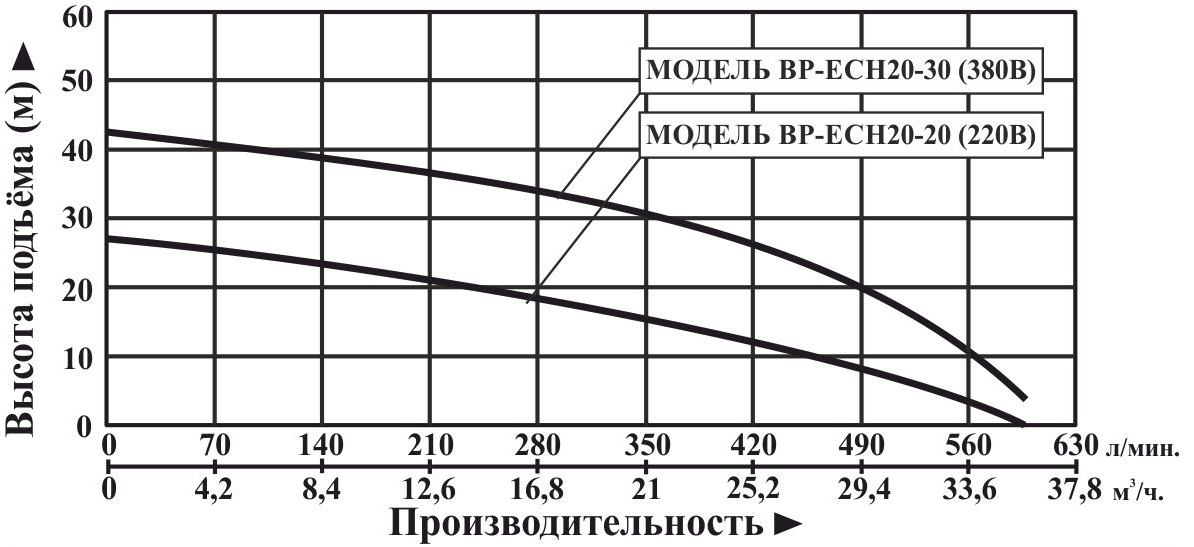 Высота подъёма (м) ►
60
50
40
30
20
10
0
МОДЕЛЬ BP-ECH20-30 (380В)
МОДЕЛЬ BP-ECH20-20 (220В)
0 70 140 210 280 350 420 490 560 630 л/мин.
0 4,2 8,4 12,6 16,8 21 25,2 29,4 33,6 37,8 м³/ч.
Производительность ►